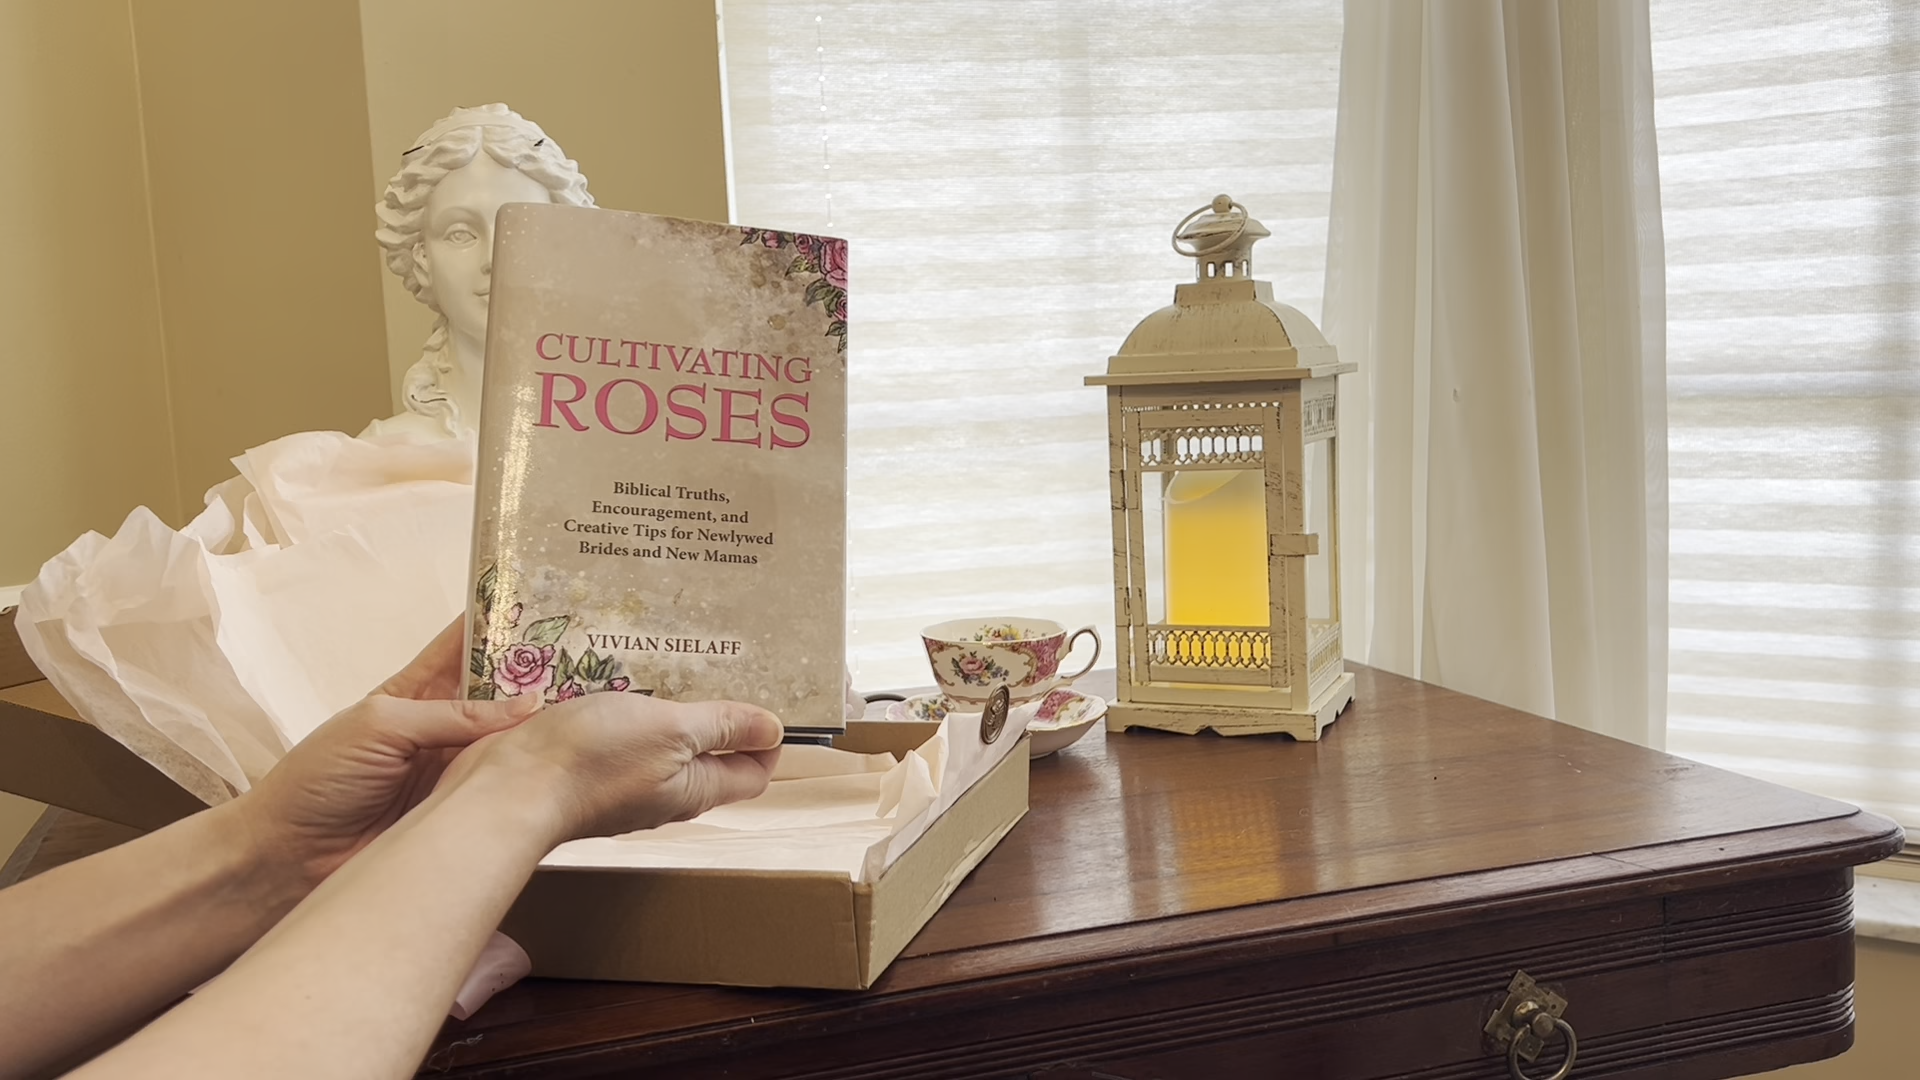 CULTIVATING
ROSES
Biblical Truths,
Encouragement, and
Creative Tips for Newlywed
Brides and New Mamas
VIVIAN SIELAFF